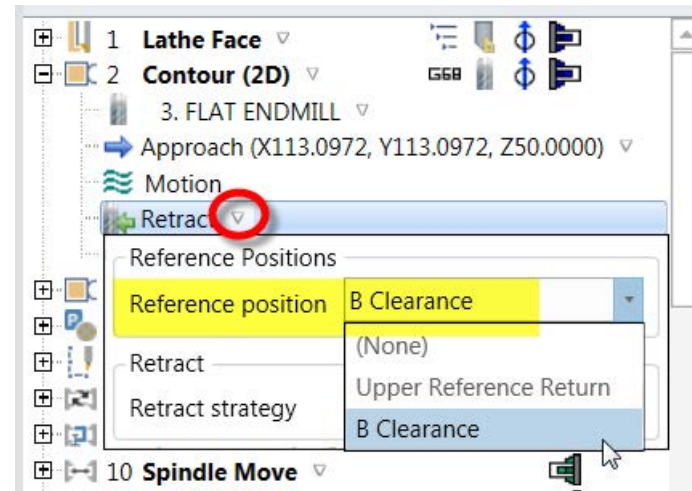 1 Lathe Face
2 Contour (2D) G68
3. FLAT ENDMILL
Approach (X113.0972, Y113.0972, Z50.0000)
Motion
Retract
Reference Positions
Reference position B Clearance
(None)
Retract
Upper Reference Return
Retract strategy
B Clearance
10 Spindle Move